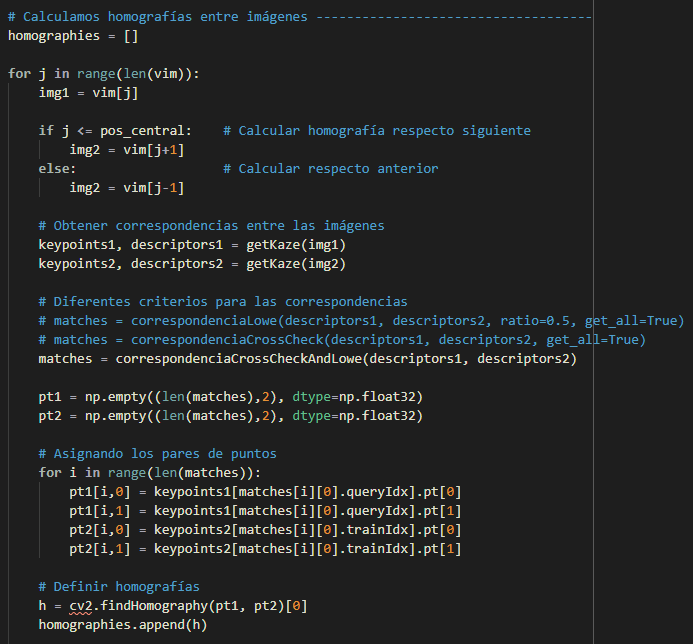 # Calculamos homografías entre imágenes ------------------------------------
homographies = []
for j in range(len(vim)):
    img1 = vim[j]
    if j <= pos_central:    # Calcular homografía respecto siguiente
        img2 = vim[j+1]
    else:                   # Calcular respecto anterior
        img2 = vim[j-1]
    # Obtener correspondencias entre las imágenes
    keypoints1, descriptors1 = getKaze(img1)
    keypoints2, descriptors2 = getKaze(img2)
    # Diferentes criterios para las correspondencias
    # matches = correspondenciaLowe(descriptors1, descriptors2, ratio=0.5, get_all=True)
    # matches = correspondenciaCrossCheck(descriptors1, descriptors2, get_all=True)
    matches = correspondenciaCrossCheckAndLowe(descriptors1, descriptors2)
    pt1 = np.empty((len(matches),2), dtype=np.float32)
    pt2 = np.empty((len(matches),2), dtype=np.float32)
    # Asignando los pares de puntos
    for i in range(len(matches)):
        pt1[i,0] = keypoints1[matches[i][0].queryIdx].pt[0]
        pt1[i,1] = keypoints1[matches[i][0].queryIdx].pt[1]
        pt2[i,0] = keypoints2[matches[i][0].trainIdx].pt[0]
        pt2[i,1] = keypoints2[matches[i][0].trainIdx].pt[1]
    # Definir homografías
    h = cv2.findHomography(pt1, pt2)[0]
    homographies.append(h)